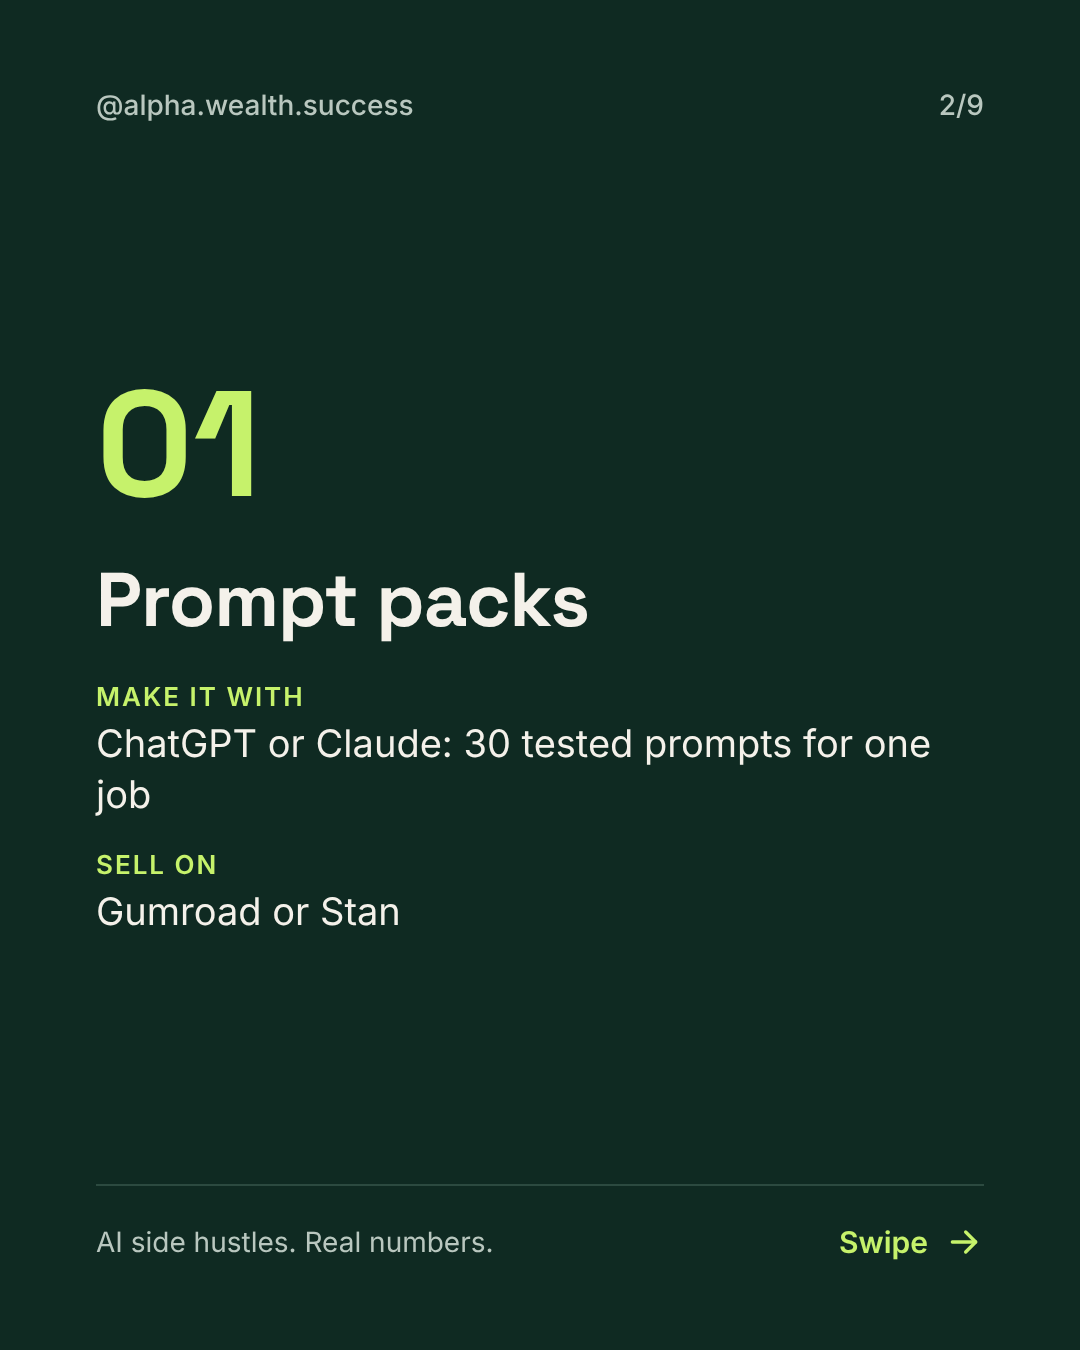 @alpha.wealth.success
2/9
01
Prompt packs
MAKE IT WITH
ChatGPT or Claude: 30 tested prompts for one
job
SELL ON
Gumroad or Stan
AI side hustles. Real numbers.
Swipe →